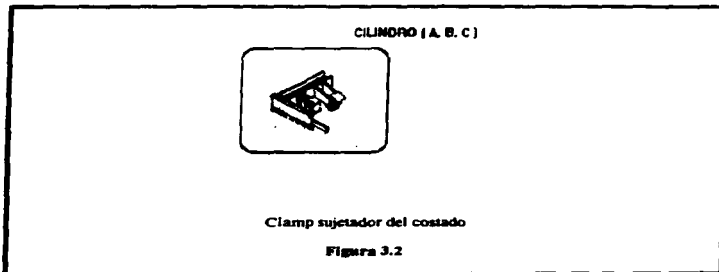 CILINDRO ( A, B, C )
Clamp sujetador del costado
Figura 3.2